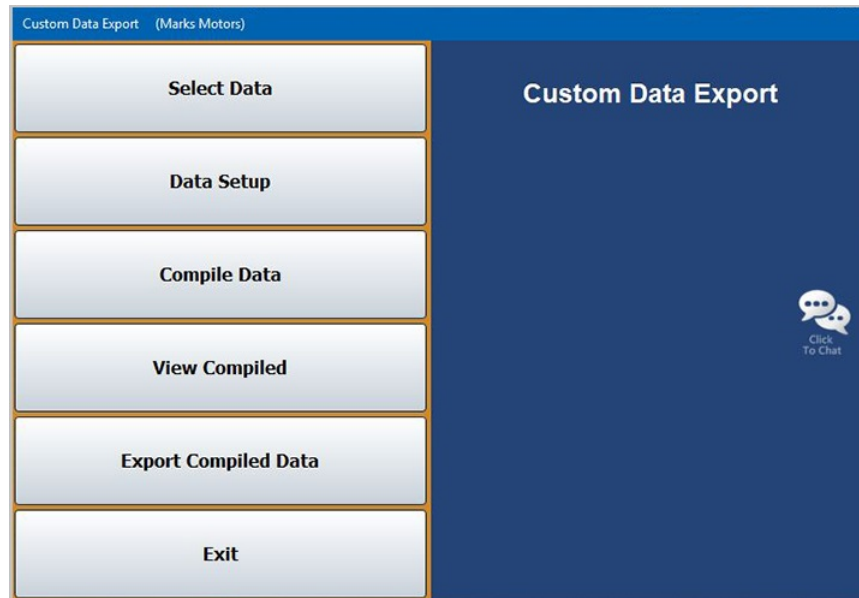 Custom Data Export (Marks Motors)
Select Data
Custom Data Export
Data Setup
Compile Data
View Compiled
Click
To Chat
Export Compiled Data
Exit